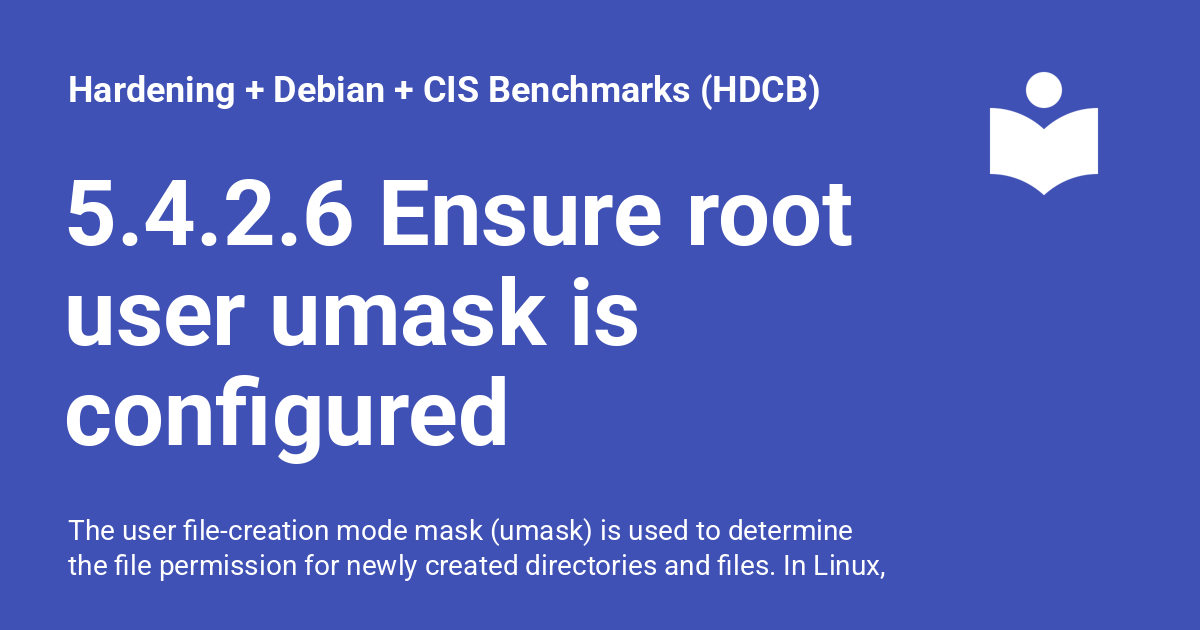 Hardening + Debian + CIS Benchmarks (HDCB)
5.4.2.6 Ensure root
user umask is
configured
The user file-creation mode mask (umask) is used to determine
the file permission for newly created directories and files. In Linux,